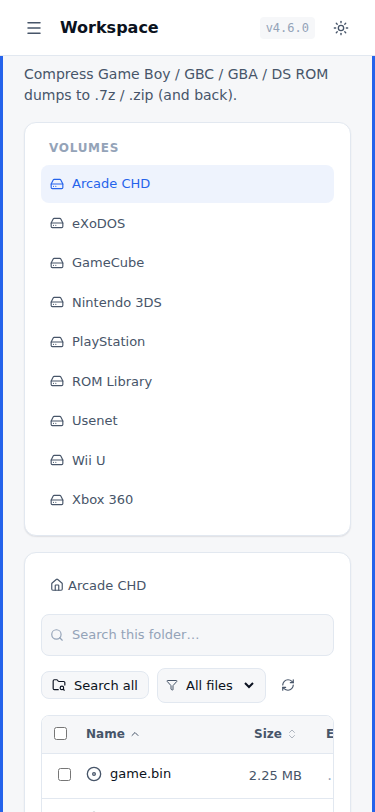 Workspace
v4.6.0
Compress Game Boy / GBC / GBA / DS ROM
dumps to .7z / .zip (and back).
VOLUMES
Arcade CHD
eXoDOS
GameCube
Nintendo 3DS
PlayStation
ROM Library
Usenet
Wii U
Xbox 360
Arcade CHD
Search this folder...
Search all
All files
Name
Size
game.bin
2.25 MB